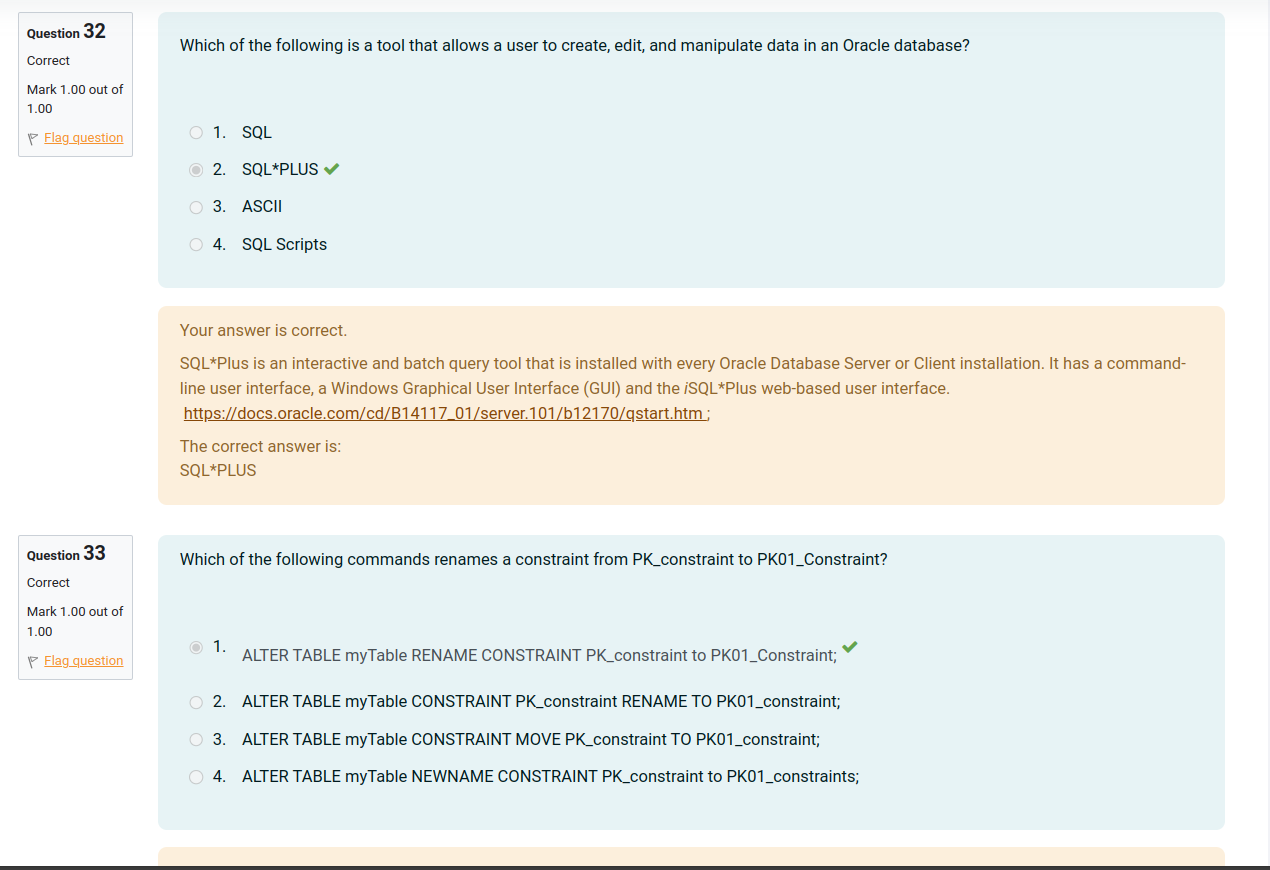 Question 32
Correct
Mark 1.00 out of
1.00
Flag question
Which of the following is a tool that allows a user to create, edit, and manipulate data in an Oracle database?
1. SQL
2. SQL*PLUS
3. ASCII
4. SQL Scripts
Your answer is correct.
SQL*Plus is an interactive and batch query tool that is installed with every Oracle Database Server or Client installation. It has a command-
line user interface, a Windows Graphical User Interface (GUI) and the iSQL*Plus web-based user interface.
https://docs.oracle.com/cd/B14117_01/server.101/b12170/qstart.htm ;
The correct answer is:
SQL*PLUS
Question 33
Correct
Mark 1.00 out of
1.00
Flag question
Which of the following commands renames a constraint from PK_constraint to PK01_Constraint?
1. ALTER TABLE myTable RENAME CONSTRAINT PK_constraint to PK01_Constraint;
2. ALTER TABLE myTable CONSTRAINT PK_constraint RENAME TO PK01_constraint;
3. ALTER TABLE myTable CONSTRAINT MOVE PK_constraint TO PK01_constraint;
4. ALTER TABLE myTable NEWNAME CONSTRAINT PK_constraint to PK01_constraints;